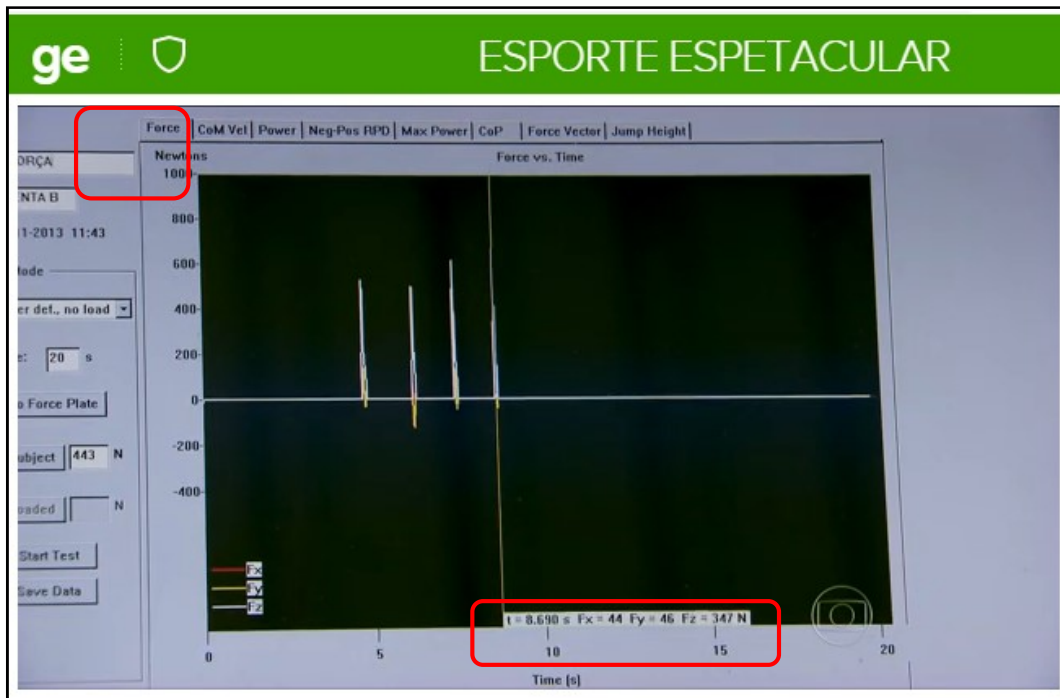 ge ESPORTE ESPETACULAR
Force CoM Vel Power Neg-Pos RPD Max Power CoP Force Vector Jump Height
ORÇA
Newtons Force vs. Time
1000
NTA B
800
1-2013 11:43
600
lode
er def., no load
400
20 s
200
o Force Plate
0
-200
ubject 443 N
-400
oaded N
Start Test
Fx
Fy
Save Data
Fz
t = 8.690 s Fx = 44 Fy = 46 Fz = 347 N
0 5 10 15 20
Time (s)